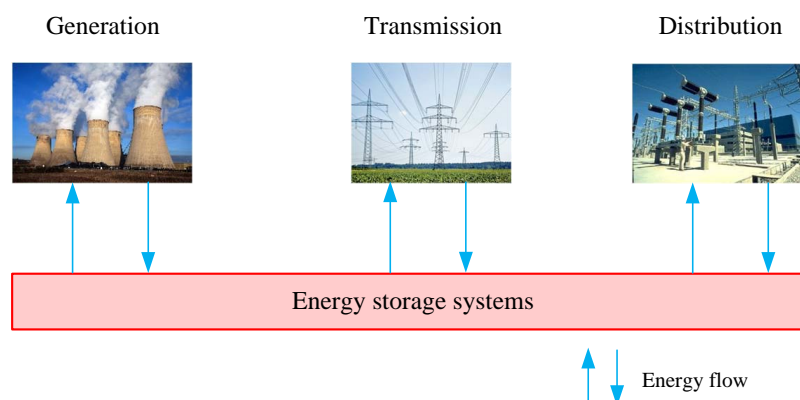 Generation
Transmission
Distribution
Energy storage systems
Energy flow